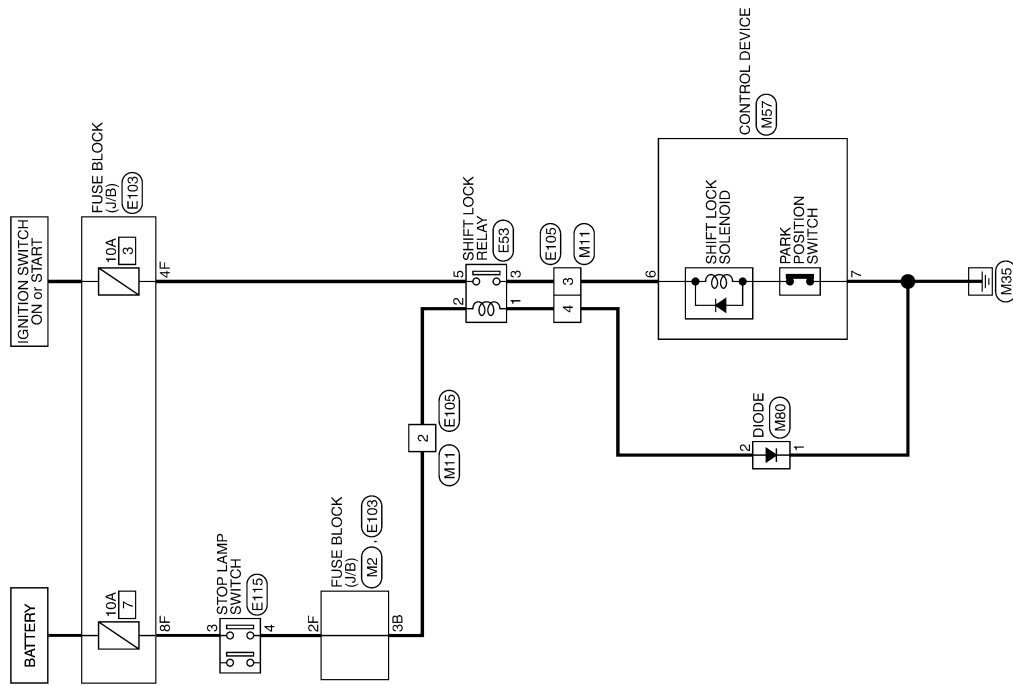 IGNITION SWITCH
ON or START
BATTERY
FUSE BLOCK
(J/B)
E103
10A
3
10A
7
4F
8F
STOP LAMP
SWITCH
E115
3
4
FUSE BLOCK
(J/B)
M2 , E103
2F
3B
2
M11
E105
SHIFT LOCK
RELAY
E53
5
2
3
1
E105
M11
3
4
CONTROL DEVICE
M57
6
SHIFT LOCK
SOLENOID
PARK
POSITION
SWITCH
7
DIODE
M80
2
1
M35